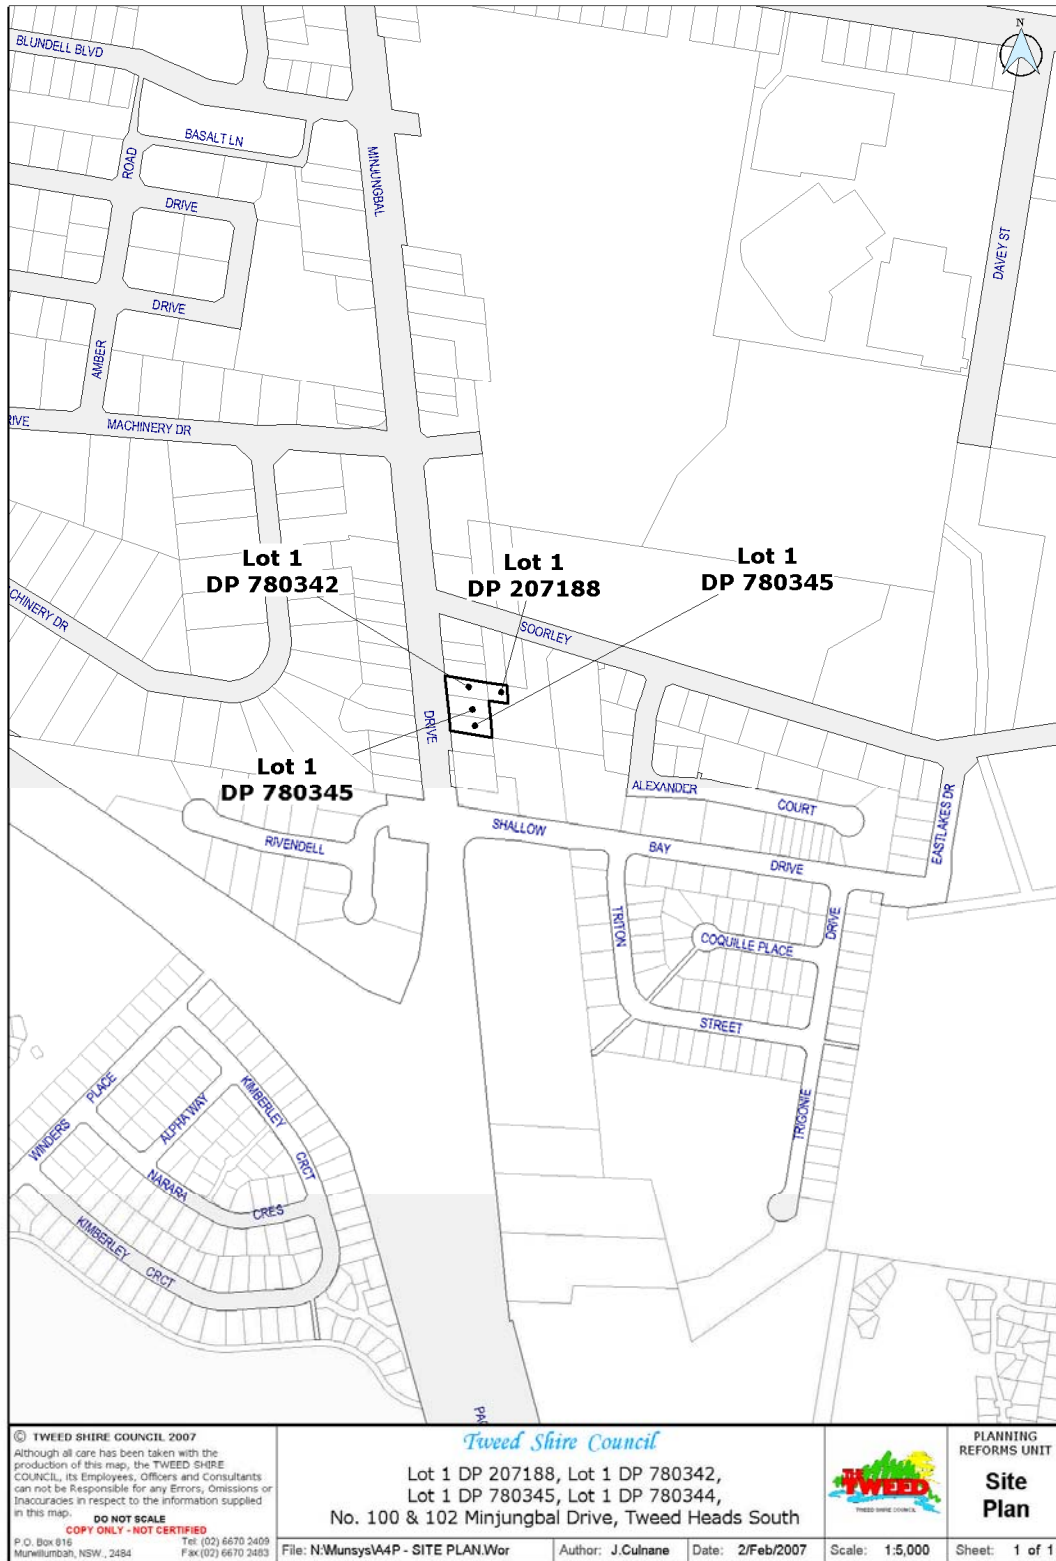 N
BLUNDELL BLVD
BASALT LN
ROAD
MINJUNGBAL
DRIVE
DAVEY ST
DRIVE
AMBER
RIVE
MACHINERY DR
Lot 1
DP 780342
Lot 1
DP 207188
Lot 1
DP 780345
CHINERY DR
SOORLEY
DRIVE
Lot 1
DP 780345
ALEXANDER
COURT
EASTLAKES DR
RIVENDELL
SHALLOW
BAY
DRIVE
TRITON
DRIVE
COQUILLE PLACE
STREET
TRIGONIE
WINDERS
PLACE
ALPHA WAY
KIMBERLEY
CRCT
NARARA
CRES
KIMBERLEY
CRCT
PAC
© TWEED SHIRE COUNCIL 2007
Although all care has been taken with the
production of this map, the TWEED SHIRE
COUNCIL, its Employees, Officers and Consultants
can not be Responsible for any Errors, Omissions or
Inaccuracies in respect to the information supplied
in this map.
DO NOT SCALE
COPY ONLY - NOT CERTIFIED
P.O. Box 816
Murwillumbah, NSW., 2484
Tel: (02) 6670 2409
Fax:(02) 6670 2483
Tweed Shire Council
Lot 1 DP 207188, Lot 1 DP 780342,
Lot 1 DP 780345, Lot 1 DP 780344,
No. 100 & 102 Minjungbal Drive, Tweed Heads South
File: N:\Munsys\A4P - SITE PLAN.Wor
Author: J.Culnane
Date: 2/Feb/2007
THE TWEED
TWEED SHIRE COUNCIL
Scale: 1:5,000
PLANNING
REFORMS UNIT
Site
Plan
Sheet: 1 of 1